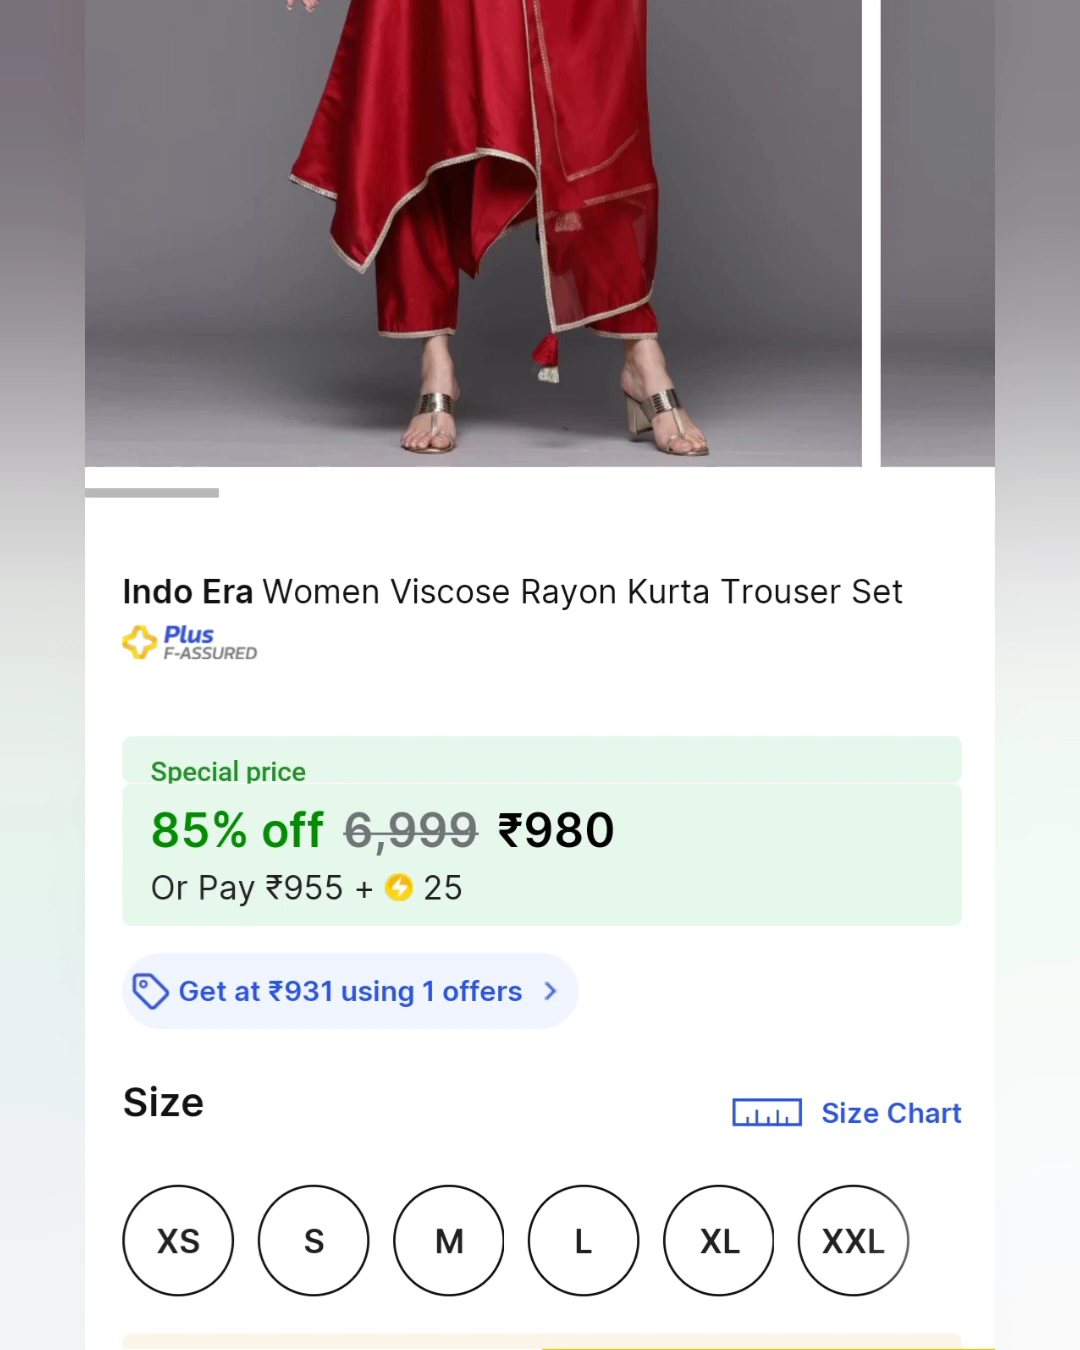 Indo Era Women Viscose Rayon Kurta Trouser Set
Plus
F-ASSURED
Special price
85% off 6,999 ₹980
Or Pay ₹955 + 25
Get at ₹931 using 1 offers
Size
Size Chart
XS S M L XL XXL